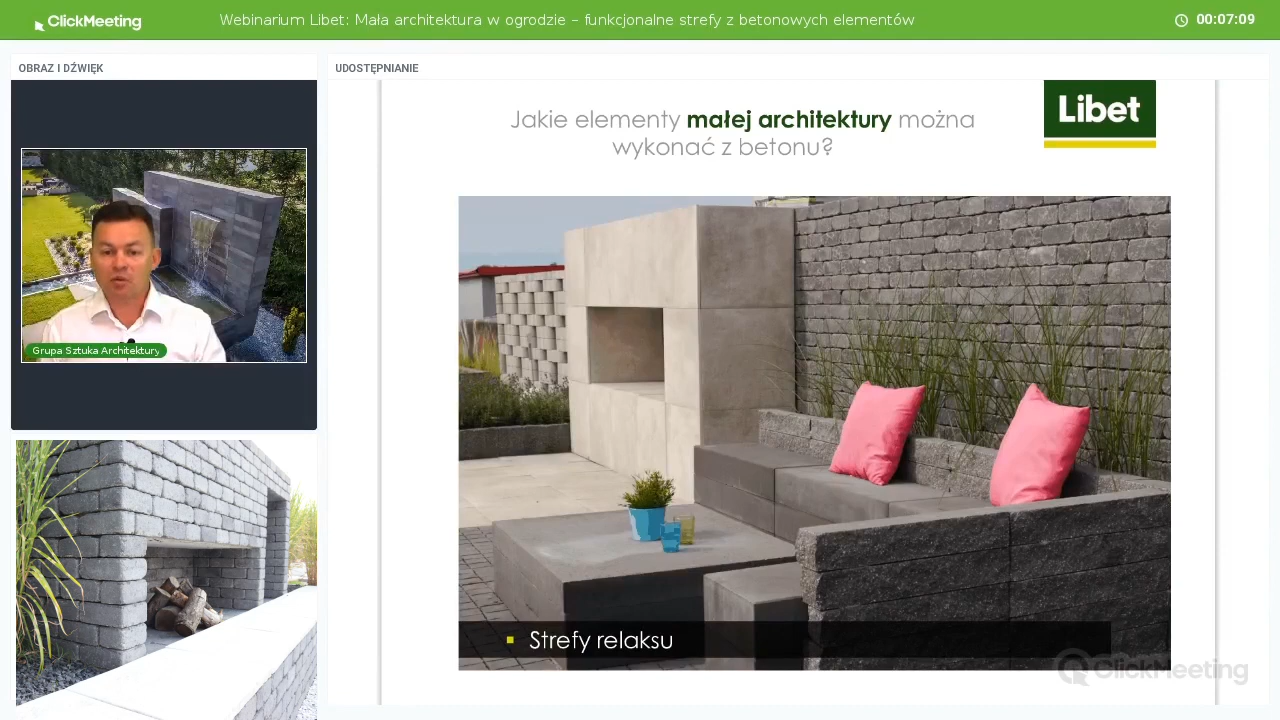 ClickMeeting
Webinarium Libet: Mała architektura w ogrodzie – funkcjonalne strefy z betonowych elementów
00:07:09
OBRAZ I DŹWIĘK
UDOSTĘPNIANIE
Grupa Sztuka Architektury
Jakie elementy małej architektury można
wykonać z betonu?
Libet
Strefy relaksu
ClickMeeting